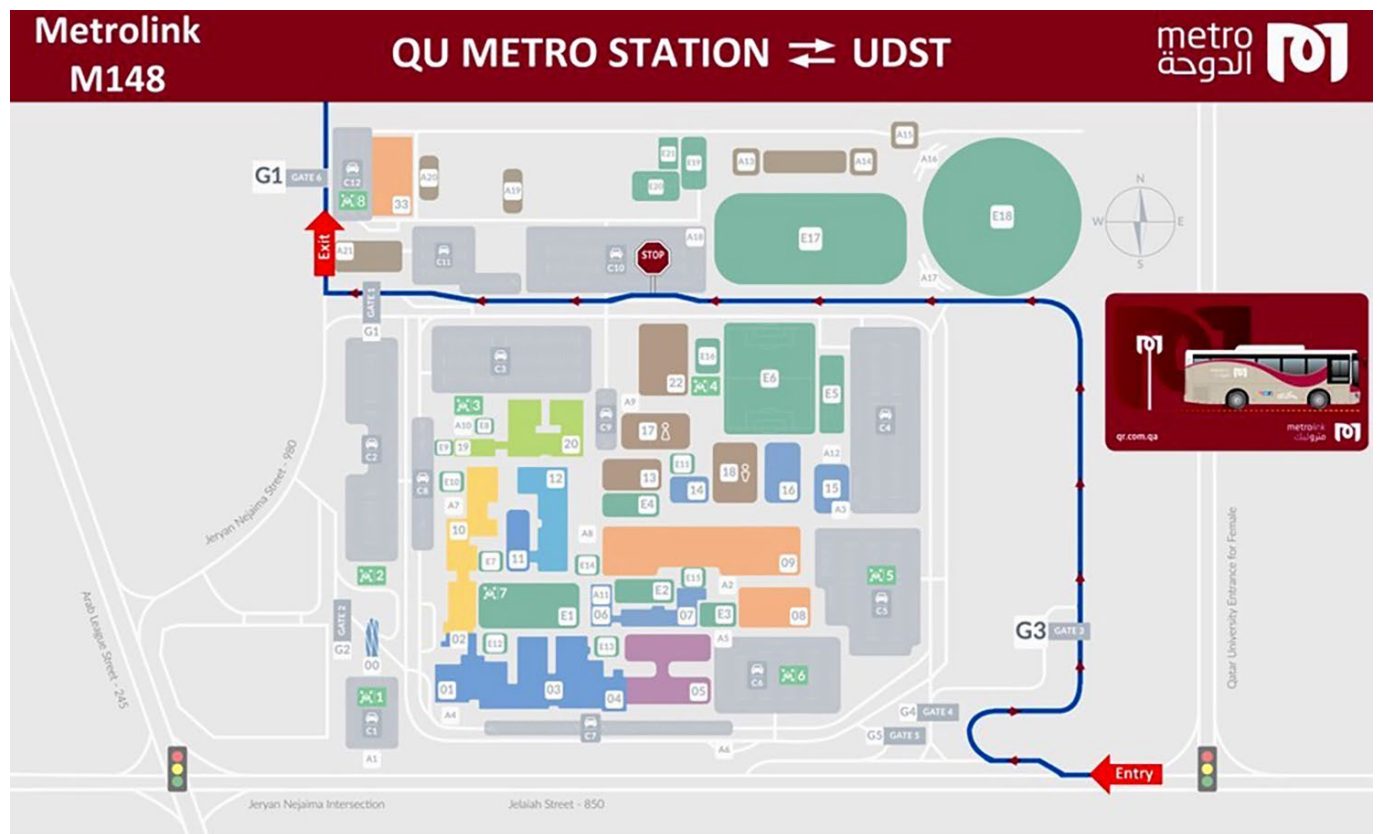 Metrolink
M148
QU METRO STATION ⇄ UDST
metro
الدوحة
G1 GATE 6
C12
8
33
A20
A19
E21
E19
E20
A13
A14
A15
A16
E18
E17
N
W E
S
Exit
A21
C11
C10
A18
STOP
A17
GATE 1
G1
C3
22
E16
4
E6
E5
C4
qr.com.qa
metrolink
مترولينك
C2
3
A10
E8
E9
19
20
C9
A9
17
C8
E10
A7
12
13
E11
14
18
16
A12
15
A3
E4
10
11
E7
A8
E14
09
2
7
E1
A11
06
E2
E15
A2
07
E3
08
5
C5
Jeryan Nejaima Street - 980
Arab League Street - 245
Qatar University Entrance for Female
GATE 2
G2
00
02
E12
E13
A5
G3 GATE 3
1
C1
A1
01
03
04
05
C6
6
A4
C7
A6
G4 GATE 4
G5 GATE 5
Entry
Jeryan Nejaima Intersection
Jelaiah Street - 850